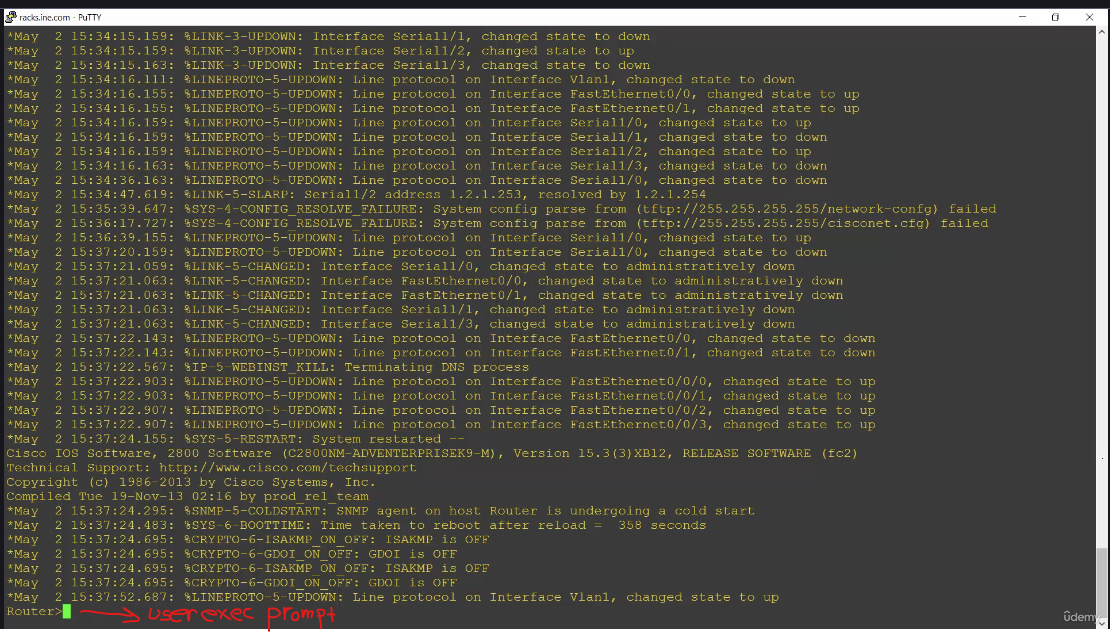 racks.ine.com - PuTTY
*May  2 15:34:15.159: %LINK-3-UPDOWN: Interface Serial1/1, changed state to down
*May  2 15:34:15.159: %LINK-3-UPDOWN: Interface Serial1/2, changed state to up
*May  2 15:34:15.163: %LINK-3-UPDOWN: Interface Serial1/3, changed state to down
*May  2 15:34:16.111: %LINEPROTO-5-UPDOWN: Line protocol on Interface Vlan1, changed state to down
*May  2 15:34:16.155: %LINEPROTO-5-UPDOWN: Line protocol on Interface FastEthernet0/0, changed state to up
*May  2 15:34:16.155: %LINEPROTO-5-UPDOWN: Line protocol on Interface FastEthernet0/1, changed state to up
*May  2 15:34:16.159: %LINEPROTO-5-UPDOWN: Line protocol on Interface Serial1/0, changed state to up
*May  2 15:34:16.159: %LINEPROTO-5-UPDOWN: Line protocol on Interface Serial1/1, changed state to down
*May  2 15:34:16.159: %LINEPROTO-5-UPDOWN: Line protocol on Interface Serial1/2, changed state to up
*May  2 15:34:16.163: %LINEPROTO-5-UPDOWN: Line protocol on Interface Serial1/3, changed state to down
*May  2 15:34:36.163: %LINEPROTO-5-UPDOWN: Line protocol on Interface Serial1/0, changed state to down
*May  2 15:34:47.619: %LINK-5-SLARP: Serial1/2 address 1.2.1.253, resolved by 1.2.1.254
*May  2 15:35:39.647: %SYS-4-CONFIG_RESOLVE_FAILURE: System config parse from (tftp://255.255.255.255/network-confg) failed
*May  2 15:36:17.727: %SYS-4-CONFIG_RESOLVE_FAILURE: System config parse from (tftp://255.255.255.255/cisconet.cfg) failed
*May  2 15:36:39.155: %LINEPROTO-5-UPDOWN: Line protocol on Interface Serial1/0, changed state to up
*May  2 15:37:20.159: %LINEPROTO-5-UPDOWN: Line protocol on Interface Serial1/0, changed state to down
*May  2 15:37:21.059: %LINK-5-CHANGED: Interface Serial1/0, changed state to administratively down
*May  2 15:37:21.063: %LINK-5-CHANGED: Interface FastEthernet0/0, changed state to administratively down
*May  2 15:37:21.063: %LINK-5-CHANGED: Interface FastEthernet0/1, changed state to administratively down
*May  2 15:37:21.063: %LINK-5-CHANGED: Interface Serial1/1, changed state to administratively down
*May  2 15:37:21.063: %LINK-5-CHANGED: Interface Serial1/3, changed state to administratively down
*May  2 15:37:22.143: %LINEPROTO-5-UPDOWN: Line protocol on Interface FastEthernet0/0, changed state to down
*May  2 15:37:22.143: %LINEPROTO-5-UPDOWN: Line protocol on Interface FastEthernet0/1, changed state to down
*May  2 15:37:22.567: %IP-5-WEBINST_KILL: Terminating DNS process
*May  2 15:37:22.903: %LINEPROTO-5-UPDOWN: Line protocol on Interface FastEthernet0/0/0, changed state to up
*May  2 15:37:22.903: %LINEPROTO-5-UPDOWN: Line protocol on Interface FastEthernet0/0/1, changed state to up
*May  2 15:37:22.907: %LINEPROTO-5-UPDOWN: Line protocol on Interface FastEthernet0/0/2, changed state to up
*May  2 15:37:22.907: %LINEPROTO-5-UPDOWN: Line protocol on Interface FastEthernet0/0/3, changed state to up
*May  2 15:37:24.155: %SYS-5-RESTART: System restarted --
Cisco IOS Software, 2800 Software (C2800NM-ADVENTERPRISEK9-M), Version 15.3(3)XB12, RELEASE SOFTWARE (fc2)
Technical Support: http://www.cisco.com/techsupport
Copyright (c) 1986-2013 by Cisco Systems, Inc.
Compiled Tue 19-Nov-13 02:16 by prod_rel_team
*May  2 15:37:24.295: %SNMP-5-COLDSTART: SNMP agent on host Router is undergoing a cold start
*May  2 15:37:24.483: %SYS-6-BOOTTIME: Time taken to reboot after reload =  358 seconds
*May  2 15:37:24.695: %CRYPTO-6-ISAKMP_ON_OFF: ISAKMP is OFF
*May  2 15:37:24.695: %CRYPTO-6-GDOI_ON_OFF: GDOI is OFF
*May  2 15:37:24.695: %CRYPTO-6-ISAKMP_ON_OFF: ISAKMP is OFF
*May  2 15:37:24.695: %CRYPTO-6-GDOI_ON_OFF: GDOI is OFF
*May  2 15:37:52.687: %LINEPROTO-5-UPDOWN: Line protocol on Interface Vlan1, changed state to up
Router> user exec prompt
udemy